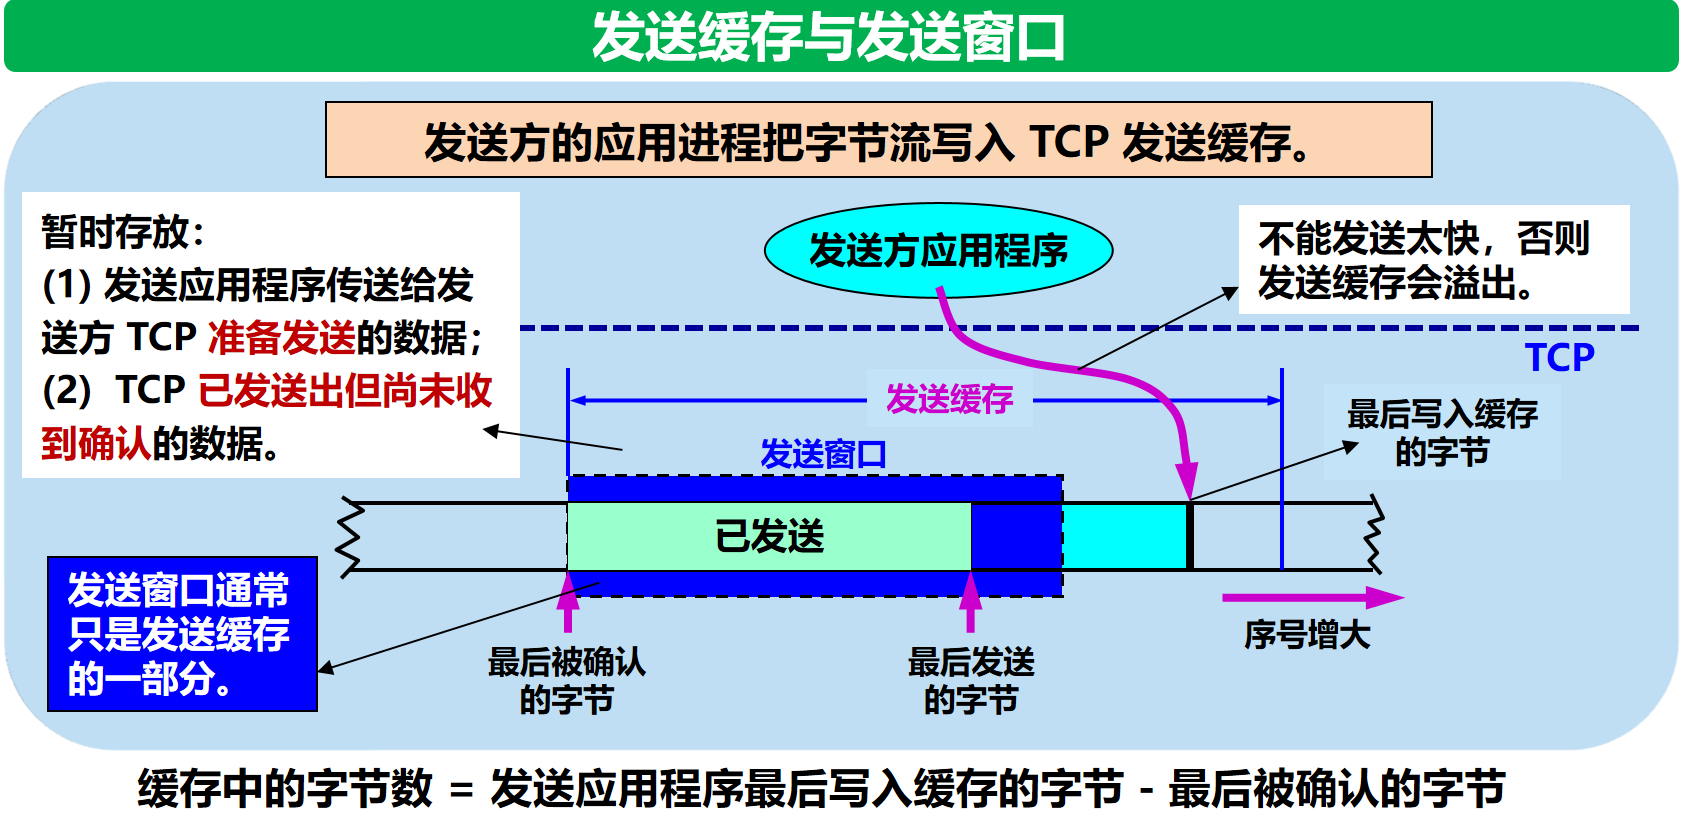 发送缓存与发送窗口
发送方的应用进程把字节流写入 TCP 发送缓存。
暂时存放：
(1) 发送应用程序传送给发
送方 TCP 准备发送的数据；
(2) TCP 已发送出但尚未收
到确认的数据。
发送方应用程序
不能发送太快，否则
发送缓存会溢出。
TCP
发送缓存
最后写入缓存
的字节
发送窗口
已发送
发送窗口通常
只是发送缓存
的一部分。
最后被确认
的字节
最后发送
的字节
序号增大
缓存中的字节数 = 发送应用程序最后写入缓存的字节 - 最后被确认的字节